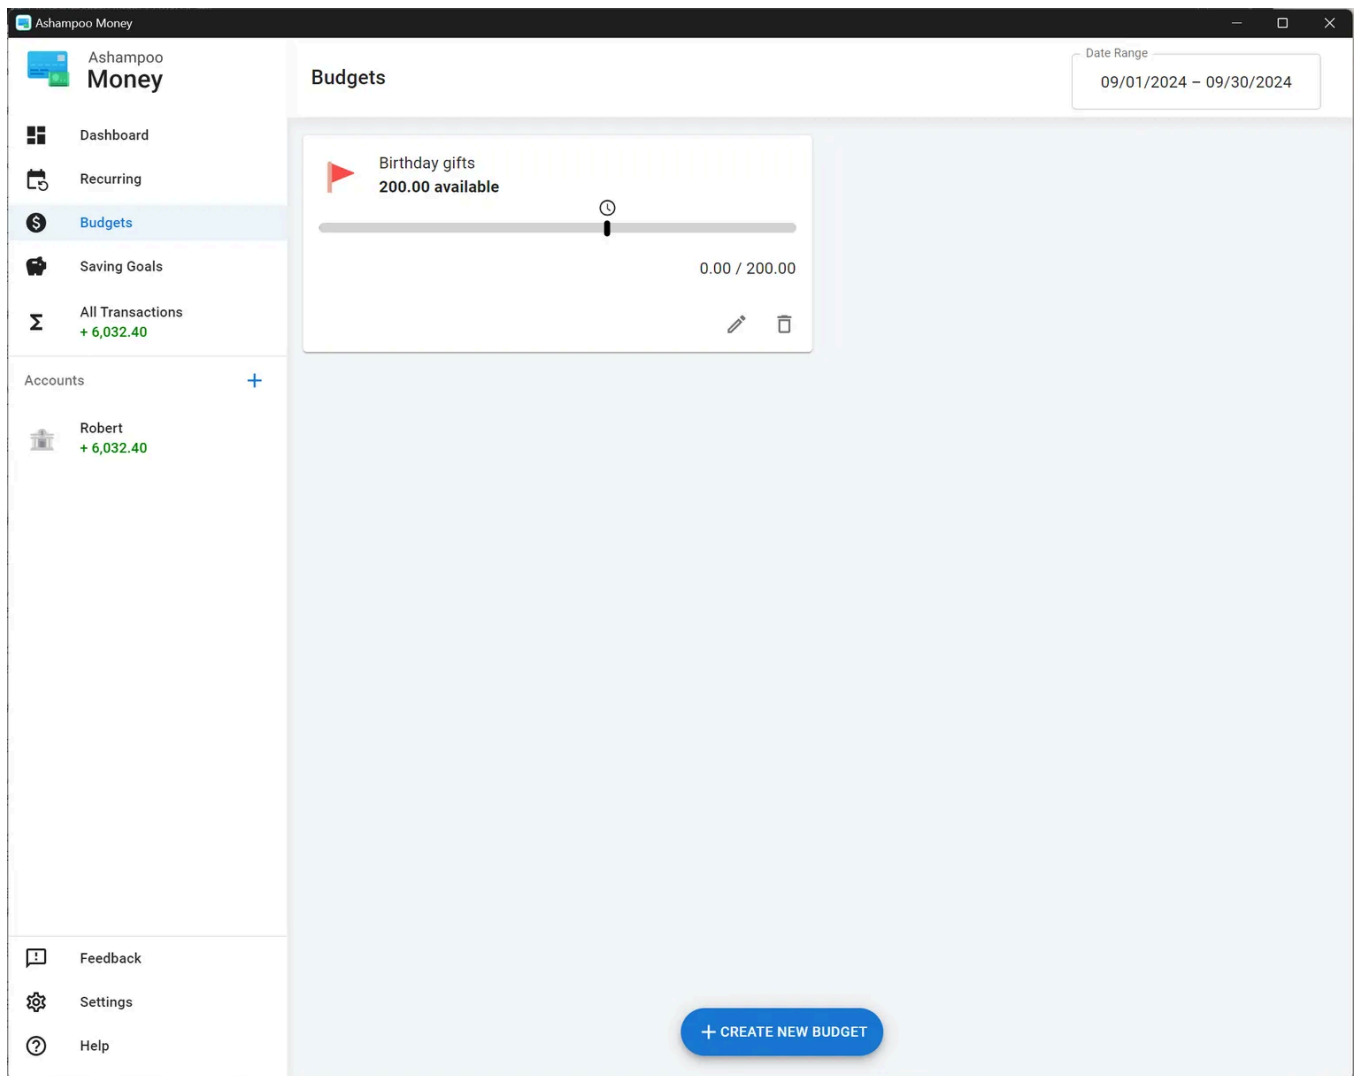 Ashampoo Money
Ashampoo
Money
Dashboard
Recurring
Budgets
Saving Goals
All Transactions
+ 6,032.40
Accounts
Robert
+ 6,032.40
Feedback
Settings
Help
Budgets
Date Range
09/01/2024 – 09/30/2024
Birthday gifts
200.00 available
0.00 / 200.00
CREATE NEW BUDGET